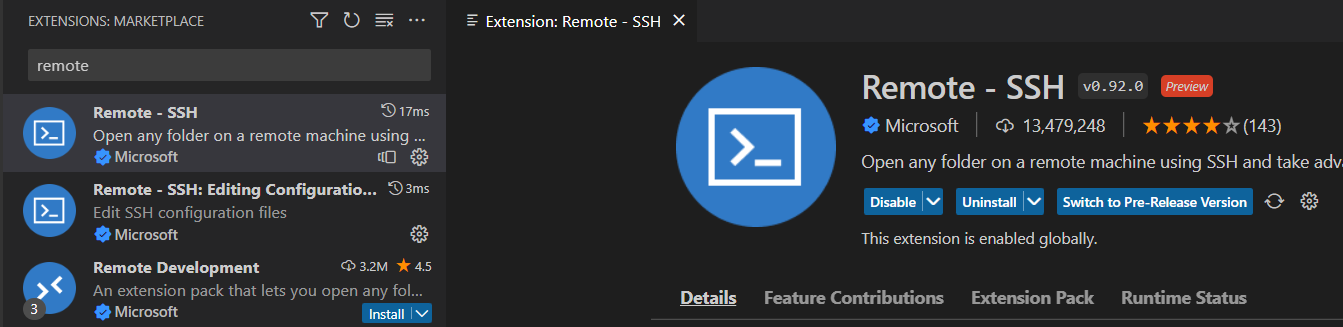 EXTENSIONS: MARKETPLACE
remote
Remote - SSH 17ms
Open any folder on a remote machine using ...
Microsoft
Remote - SSH: Editing Configuratio... 3ms
Edit SSH configuration files
Microsoft
Remote Development 3.2M 4.5
An extension pack that lets you open any fol...
3 Microsoft Install
Extension: Remote - SSH
Remote - SSH v0.92.0 Preview
Microsoft 13,479,248 (143)
Open any folder on a remote machine using SSH and take adva
Disable Uninstall Switch to Pre-Release Version
This extension is enabled globally.
Details Feature Contributions Extension Pack Runtime Status